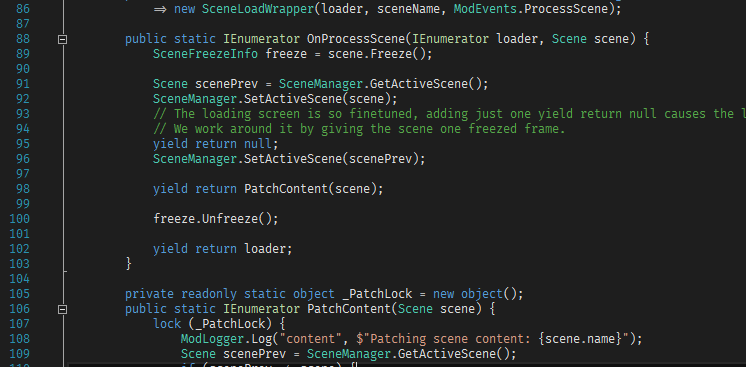 86 => new SceneLoadWrapper(loader, sceneName, ModEvents.ProcessScene);
87
88 public static IEnumerator OnProcessScene(IEnumerator loader, Scene scene) {
89 SceneFreezeInfo freeze = scene.Freeze();
90
91 Scene scenePrev = SceneManager.GetActiveScene();
92 SceneManager.SetActiveScene(scene);
93 // The loading screen is so finetuned, adding just one yield return null causes the l
94 // We work around it by giving the scene one freezed frame.
95 yield return null;
96 SceneManager.SetActiveScene(scenePrev);
97
98 yield return PatchContent(scene);
99
100 freeze.Unfreeze();
101
102 yield return loader;
103 }
104
105 private readonly static object _PatchLock = new object();
106 public static IEnumerator PatchContent(Scene scene) {
107 lock (_PatchLock) {
108 ModLogger.Log("content", $"Patching scene content: {scene.name}");
109 Scene scenePrev = SceneManager.GetActiveScene();